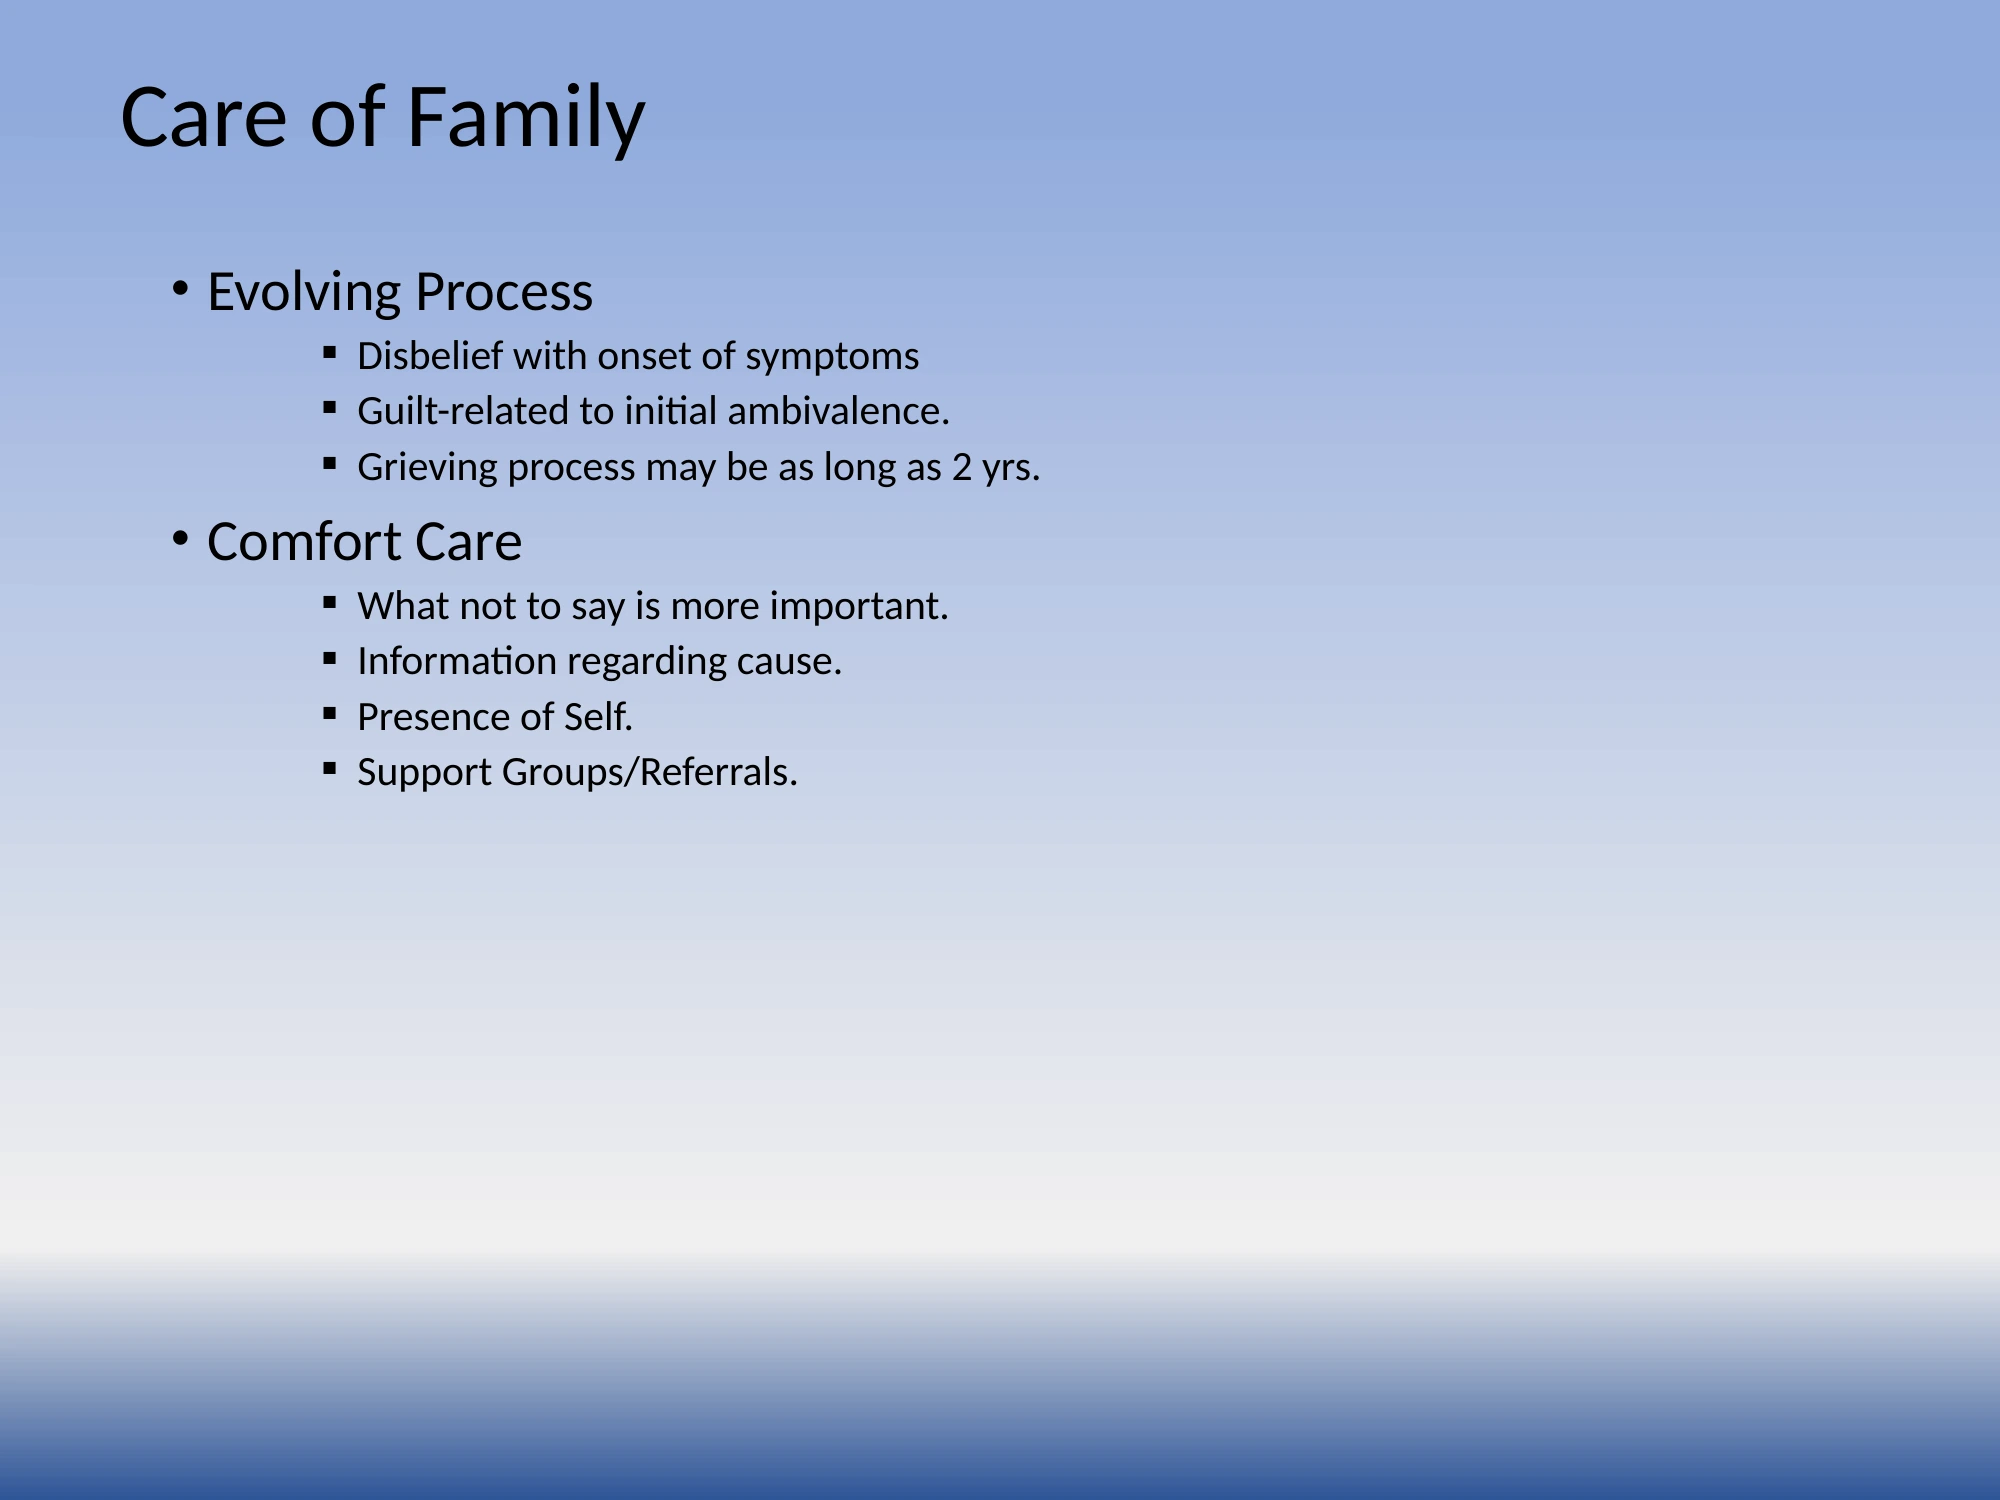 Care of Family
• Evolving Process
▪ Disbelief with onset of symptoms
▪ Guilt-related to initial ambivalence.
▪ Grieving process may be as long as 2 yrs.
• Comfort Care
▪ What not to say is more important.
▪ Information regarding cause.
▪ Presence of Self.
▪ Support Groups/Referrals.